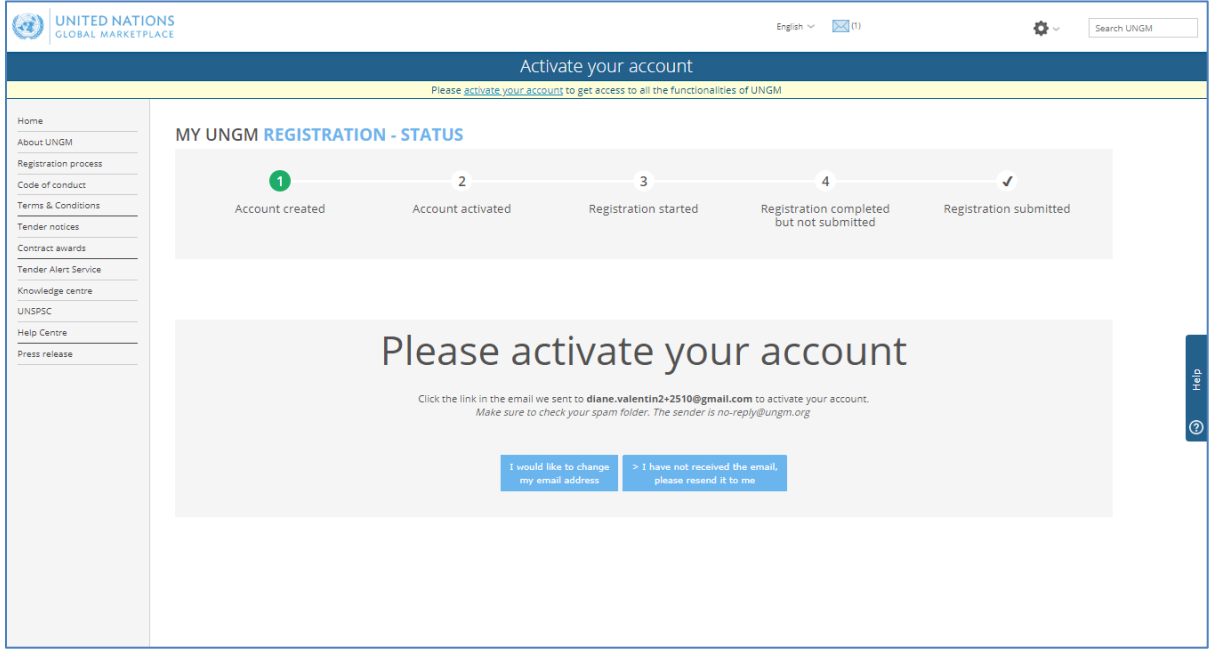 UNITED NATIONS
GLOBAL MARKETPLACE
English
(1)
Search UNGM
Activate your account
Please activate your account to get access to all the functionalities of UNGM
Home
About UNGM
Registration process
Code of conduct
Terms & Conditions
Tender notices
Contract awards
Tender Alert Service
Knowledge centre
UNSPSC
Help Centre
Press release
MY UNGM REGISTRATION - STATUS
1
Account created
2
Account activated
3
Registration started
4
Registration completed
but not submitted
✓
Registration submitted
Please activate your account
Click the link in the email we sent to diane.valentin2+2510@gmail.com to activate your account.
Make sure to check your spam folder. The sender is no-reply@ungm.org
I would like to change
my email address
> I have not received the email,
please resend it to me
Help
?